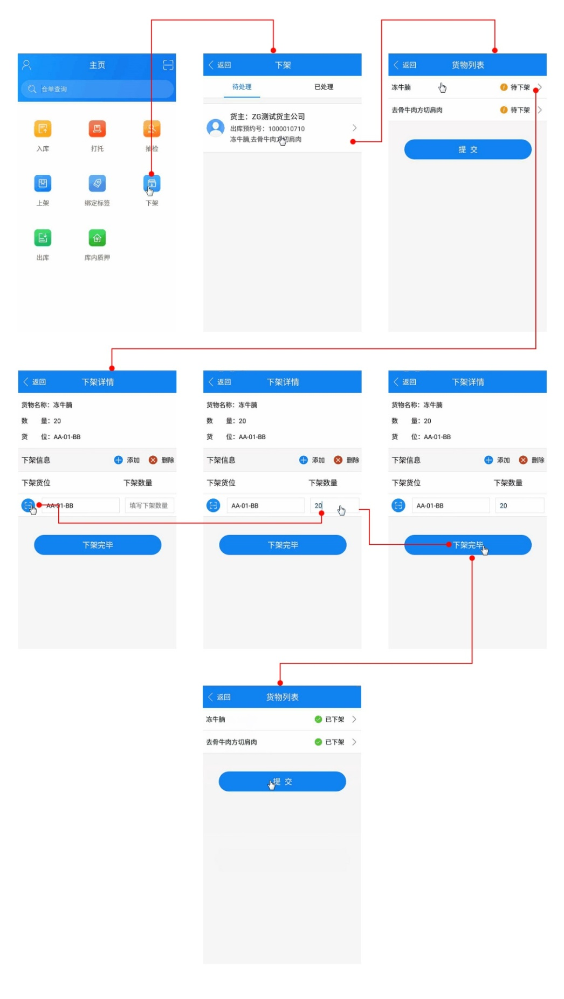 主页
仓单查询
入库 打托 抽检
上架 绑定标签 下架
出库 库内质押
返回 下架
待处理 已处理
货主：ZG测试货主公司
出库预约号：1000010710
冻牛腩,去骨牛肉方切肩肉
返回 货物列表
冻牛腩 待下架
去骨牛肉方切肩肉 待下架
提 交
返回 下架详情
货物名称：冻牛腩
数 量：20
货 位：AA-01-BB
下架信息 添加 删除
下架货位 下架数量
AA-01-BB 填写下架数量
下架完毕
返回 下架详情
货物名称：冻牛腩
数 量：20
货 位：AA-01-BB
下架信息 添加 删除
下架货位 下架数量
AA-01-BB 20
下架完毕
返回 下架详情
货物名称：冻牛腩
数 量：20
货 位：AA-01-BB
下架信息 添加 删除
下架货位 下架数量
AA-01-BB 20
下架完毕
返回 货物列表
冻牛腩 已下架
去骨牛肉方切肩肉 已下架
提 交